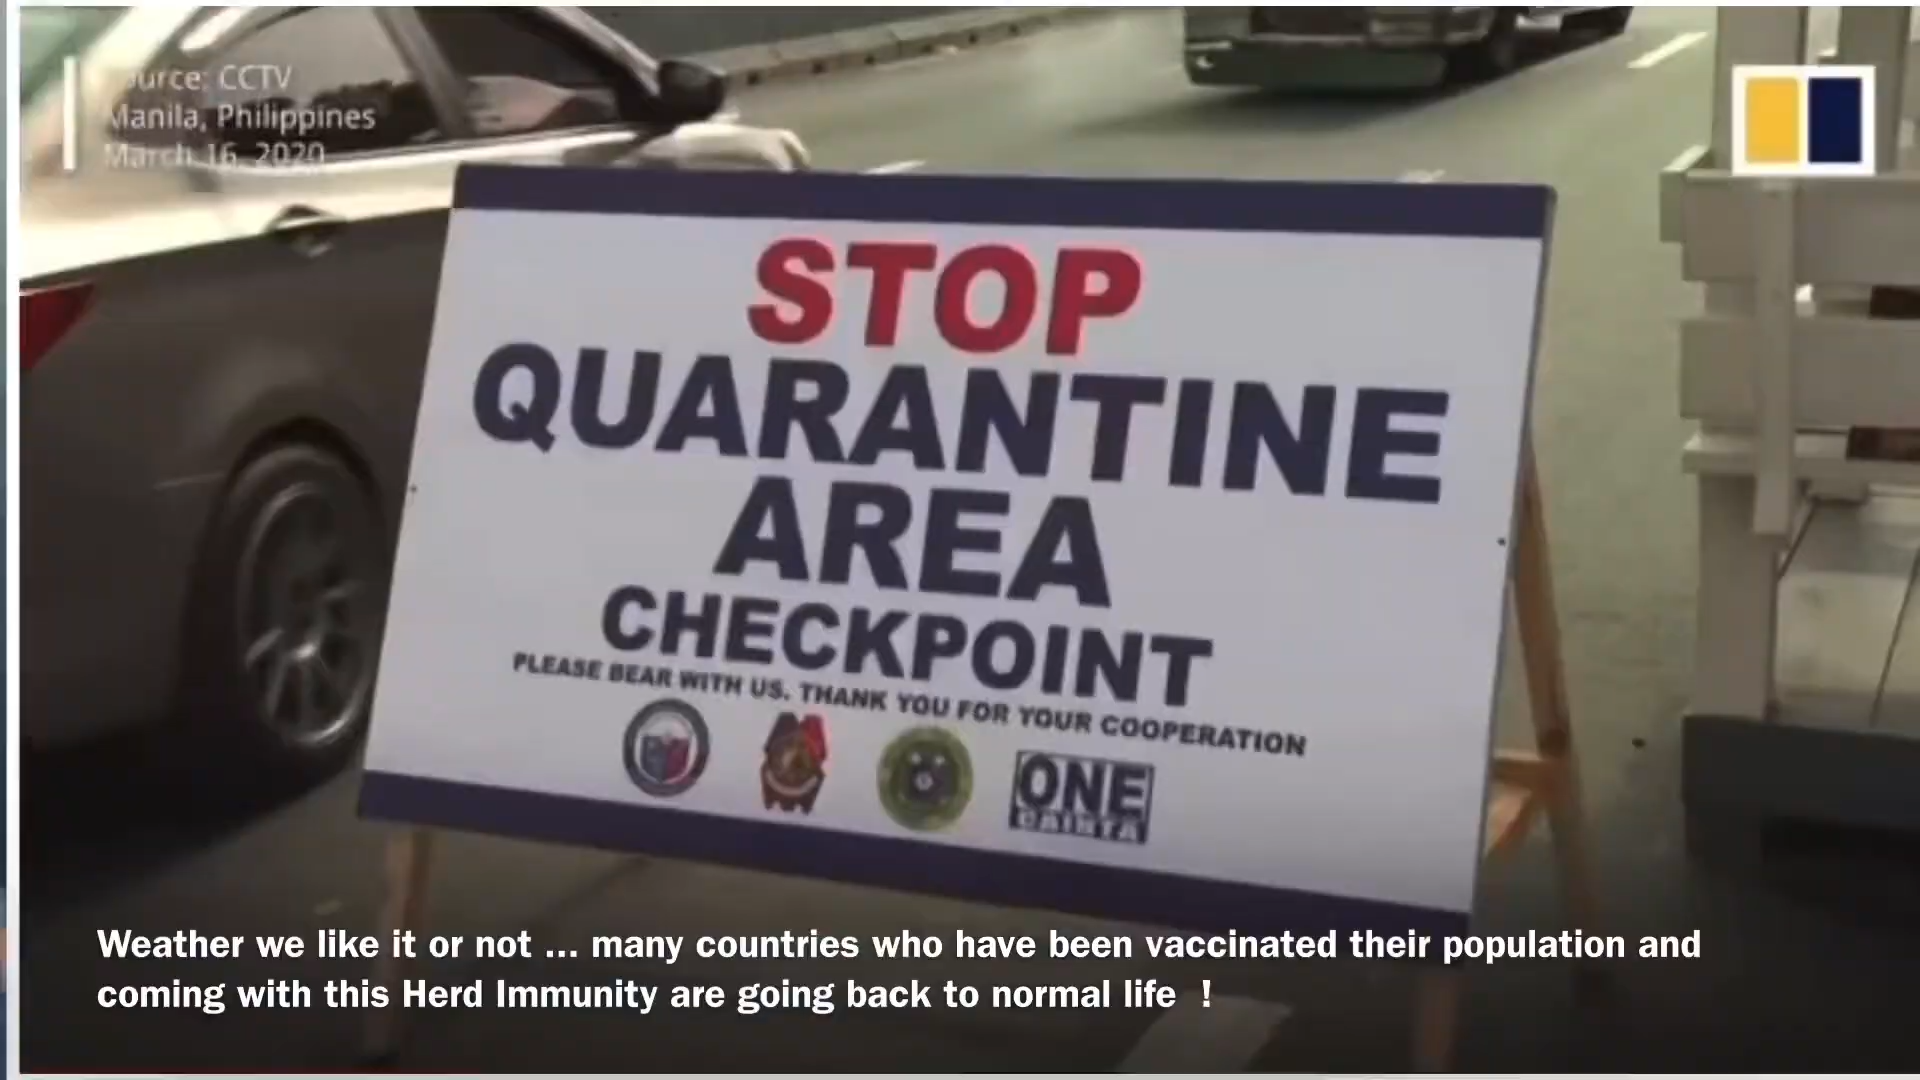 Source: CCTV
Manila, Philippines
March 16, 2020
STOP
QUARANTINE
AREA
CHECKPOINT
PLEASE BEAR WITH US. THANK YOU FOR YOUR COOPERATION
ONE
CAINTA
Weather we like it or not ... many countries who have been vaccinated their population and
coming with this Herd Immunity are going back to normal life !